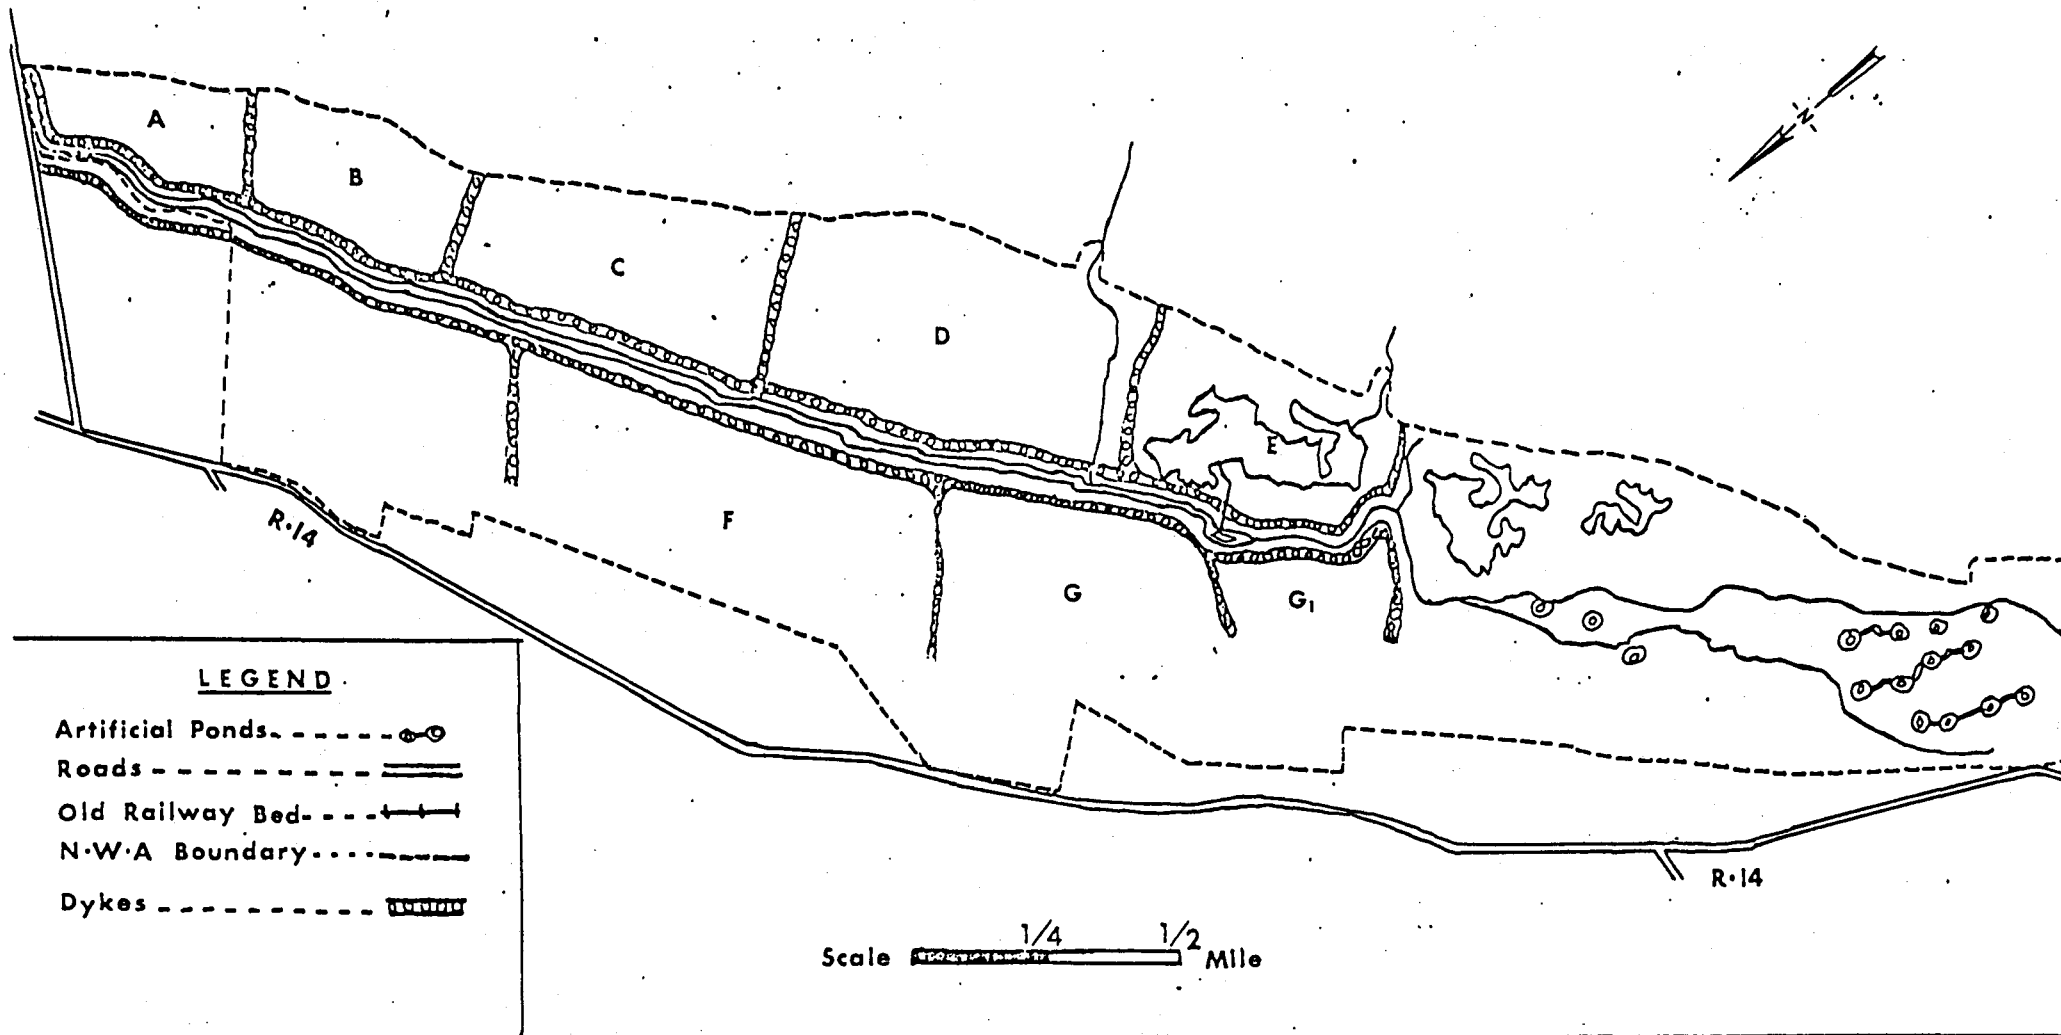 A
B
C
D
E
F
G
G1
N
R·14
R·14
LEGEND
Artificial Ponds
Roads
Old Railway Bed
N·W·A Boundary
Dykes
1/4 1/2
Scale Mile